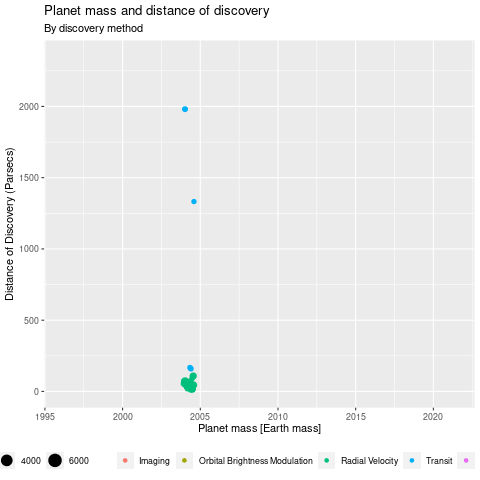 Planet mass and distance of discovery
By discovery method
Distance of Discovery (Parsecs)
2000
1500
1000
500
0
1995 2000 2005 2010 2015 2020
Planet mass [Earth mass]
4000 6000 Imaging Orbital Brightness Modulation Radial Velocity Transit